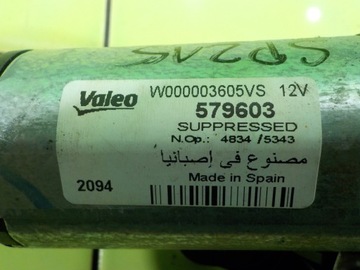 Valeo W000003605VS 12V
579603
SUPPRESSED
N.Op.: 4834 /5343
مصنوع في إصبانيا
Made in Spain
2094